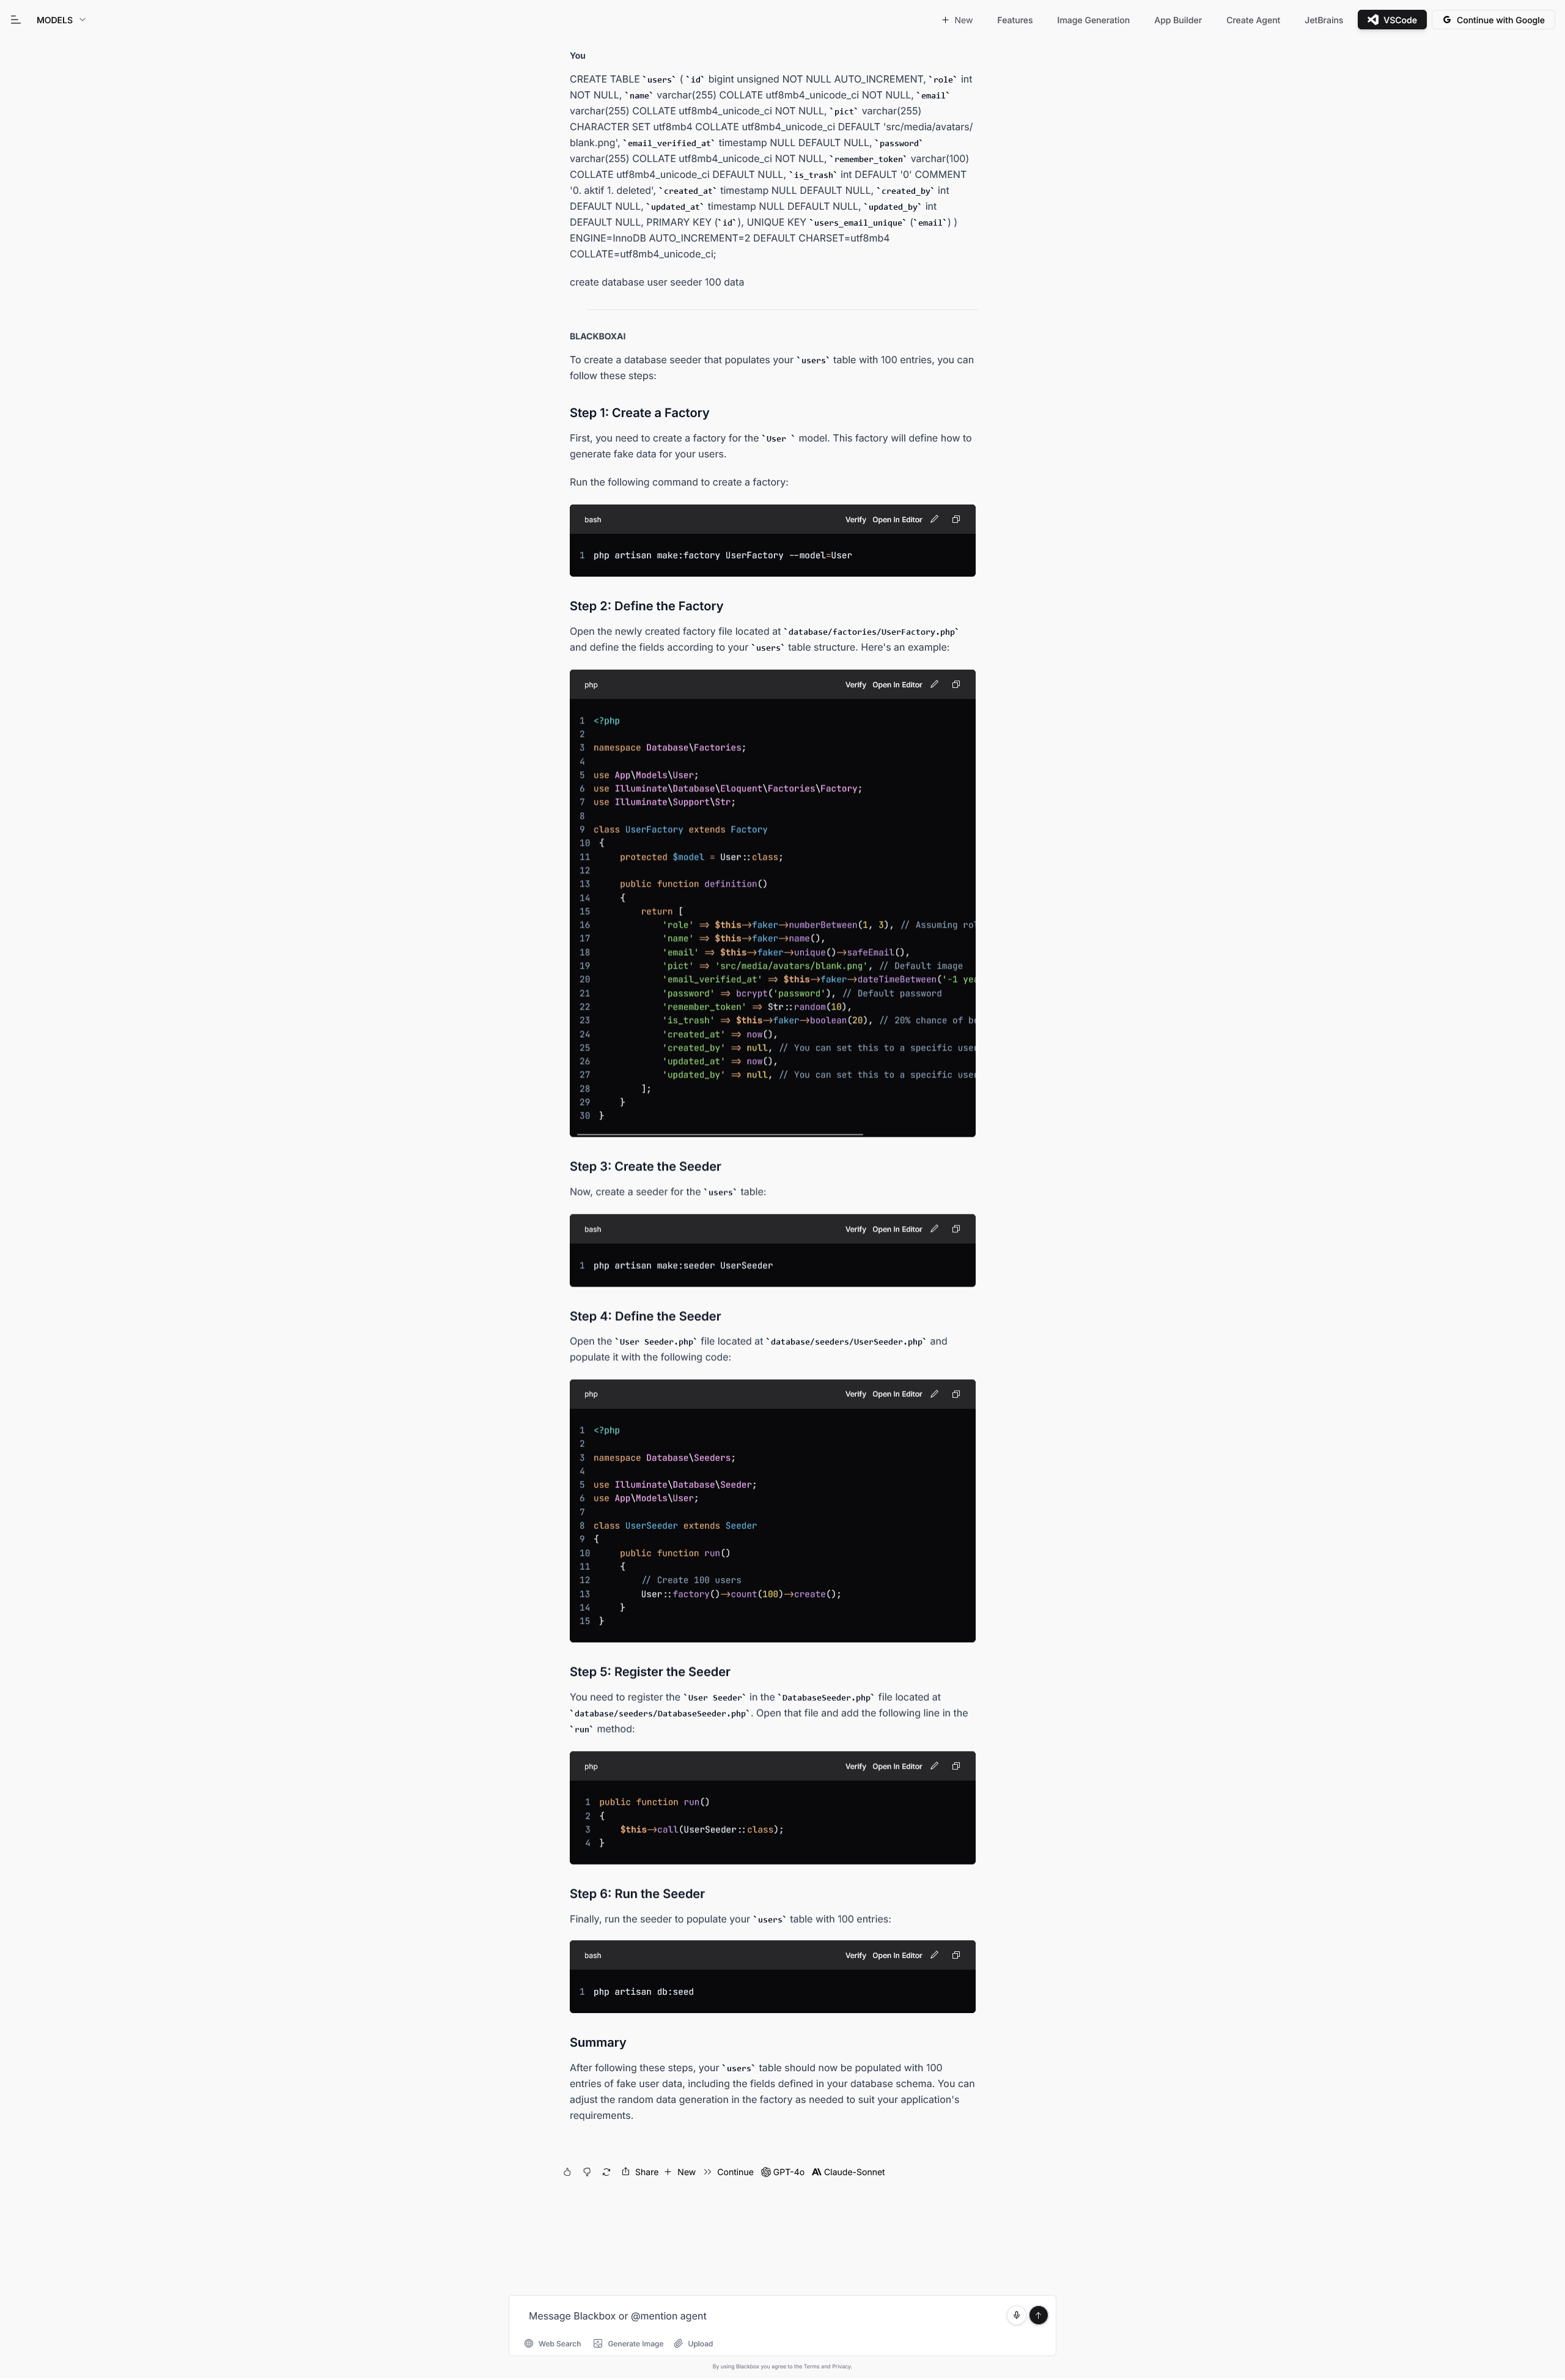 MODELS
New
Features
Image Generation
App Builder
Create Agent
JetBrains
VSCode
Continue with Google
You
CREATE TABLE `users` ( `id` bigint unsigned NOT NULL AUTO_INCREMENT, `role` int
NOT NULL, `name` varchar(255) COLLATE utf8mb4_unicode_ci NOT NULL, `email`
varchar(255) COLLATE utf8mb4_unicode_ci NOT NULL, `pict` varchar(255)
CHARACTER SET utf8mb4 COLLATE utf8mb4_unicode_ci DEFAULT 'src/media/avatars/
blank.png', `email_verified_at` timestamp NULL DEFAULT NULL, `password`
varchar(255) COLLATE utf8mb4_unicode_ci NOT NULL, `remember_token` varchar(100)
COLLATE utf8mb4_unicode_ci DEFAULT NULL, `is_trash` int DEFAULT '0' COMMENT
'0. aktif 1. deleted', `created_at` timestamp NULL DEFAULT NULL, `created_by` int
DEFAULT NULL, `updated_at` timestamp NULL DEFAULT NULL, `updated_by` int
DEFAULT NULL, PRIMARY KEY (`id`), UNIQUE KEY `users_email_unique` (`email`) )
ENGINE=InnoDB AUTO_INCREMENT=2 DEFAULT CHARSET=utf8mb4
COLLATE=utf8mb4_unicode_ci;
create database user seeder 100 data
BLACKBOXAI
To create a database seeder that populates your `users` table with 100 entries, you can
follow these steps:
Step 1: Create a Factory
First, you need to create a factory for the `User ` model. This factory will define how to
generate fake data for your users.
Run the following command to create a factory:
bash
Verify Open In Editor
1 php artisan make:factory UserFactory --model=User
Step 2: Define the Factory
Open the newly created factory file located at `database/factories/UserFactory.php`
and define the fields according to your `users` table structure. Here's an example:
php
Verify Open In Editor
1 <?php
2
3 namespace Database\Factories;
4
5 use App\Models\User;
6 use Illuminate\Database\Eloquent\Factories\Factory;
7 use Illuminate\Support\Str;
8
9 class UserFactory extends Factory
10 {
11     protected $model = User::class;
12
13     public function definition()
14     {
15         return [
16             'role' => $this->faker->numberBetween(1, 3), // Assuming rol
17             'name' => $this->faker->name(),
18             'email' => $this->faker->unique()->safeEmail(),
19             'pict' => 'src/media/avatars/blank.png', // Default image
20             'email_verified_at' => $this->faker->dateTimeBetween('-1 yea
21             'password' => bcrypt('password'), // Default password
22             'remember_token' => Str::random(10),
23             'is_trash' => $this->faker->boolean(20), // 20% chance of be
24             'created_at' => now(),
25             'created_by' => null, // You can set this to a specific user
26             'updated_at' => now(),
27             'updated_by' => null, // You can set this to a specific user
28         ];
29     }
30 }
Step 3: Create the Seeder
Now, create a seeder for the `users` table:
bash
Verify Open In Editor
1 php artisan make:seeder UserSeeder
Step 4: Define the Seeder
Open the `User Seeder.php` file located at `database/seeders/UserSeeder.php` and
populate it with the following code:
php
Verify Open In Editor
1 <?php
2
3 namespace Database\Seeders;
4
5 use Illuminate\Database\Seeder;
6 use App\Models\User;
7
8 class UserSeeder extends Seeder
9 {
10     public function run()
11     {
12         // Create 100 users
13         User::factory()->count(100)->create();
14     }
15 }
Step 5: Register the Seeder
You need to register the `User Seeder` in the `DatabaseSeeder.php` file located at
`database/seeders/DatabaseSeeder.php`. Open that file and add the following line in the
`run` method:
php
Verify Open In Editor
1 public function run()
2 {
3     $this->call(UserSeeder::class);
4 }
Step 6: Run the Seeder
Finally, run the seeder to populate your `users` table with 100 entries:
bash
Verify Open In Editor
1 php artisan db:seed
Summary
After following these steps, your `users` table should now be populated with 100
entries of fake user data, including the fields defined in your database schema. You can
adjust the random data generation in the factory as needed to suit your application's
requirements.
Share New Continue GPT-4o Claude-Sonnet
Message Blackbox or @mention agent
Web Search Generate Image Upload
By using Blackbox you agree to the Terms and Privacy.